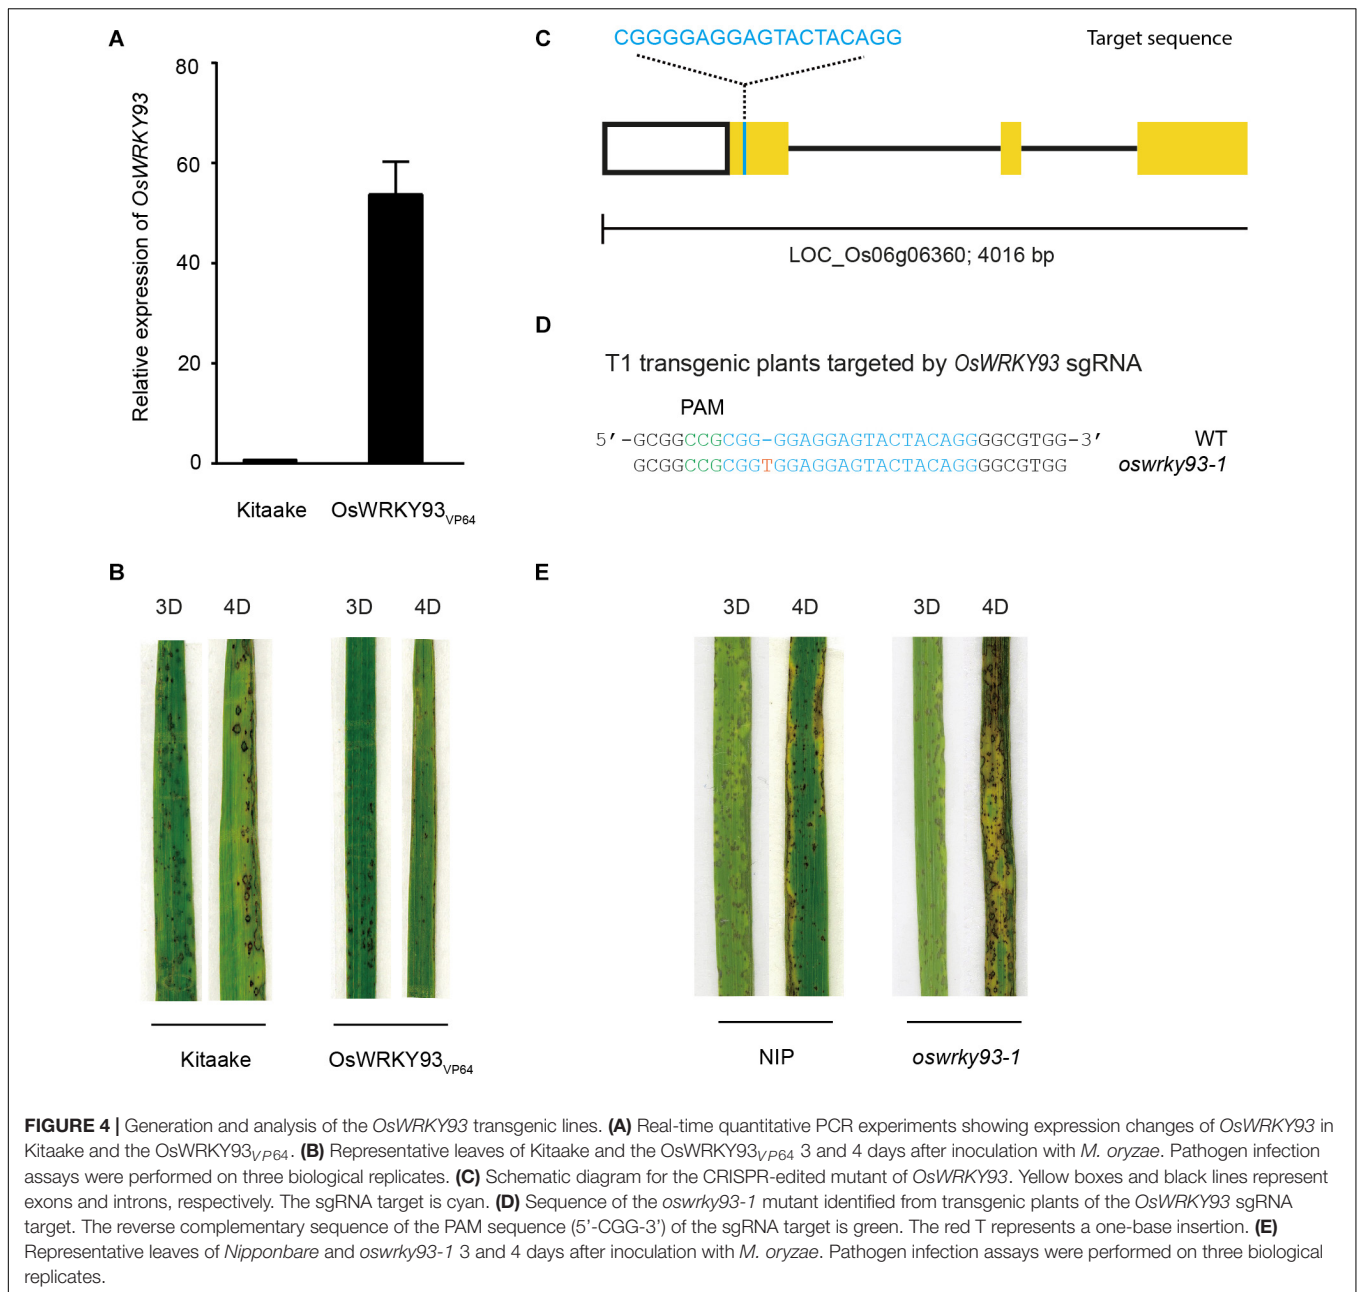 A
Relative expression of OsWRKY93
80
60
40
20
0
Kitaake OsWRKY93VP64
B
3D 4D 3D 4D
Kitaake OsWRKY93VP64
C
CGGGGAGGAGTACTACAGG Target sequence
LOC_Os06g06360; 4016 bp
D
T1 transgenic plants targeted by OsWRKY93 sgRNA
PAM
5′-GCGGCCGCGG-GGAGGAGTACTACAGGGGCGTGG-3′ WT
GCGGCCGCGGTGGAGGAGTACTACAGGGGCGTGG oswrky93-1
E
3D 4D 3D 4D
NIP oswrky93-1
FIGURE 4 | Generation and analysis of the OsWRKY93 transgenic lines. (A) Real-time quantitative PCR experiments showing expression changes of OsWRKY93 in
Kitaake and the OsWRKY93VP64. (B) Representative leaves of Kitaake and the OsWRKY93VP64 3 and 4 days after inoculation with M. oryzae. Pathogen infection
assays were performed on three biological replicates. (C) Schematic diagram for the CRISPR-edited mutant of OsWRKY93. Yellow boxes and black lines represent
exons and introns, respectively. The sgRNA target is cyan. (D) Sequence of the oswrky93-1 mutant identified from transgenic plants of the OsWRKY93 sgRNA
target. The reverse complementary sequence of the PAM sequence (5'-CGG-3') of the sgRNA target is green. The red T represents a one-base insertion. (E)
Representative leaves of Nipponbare and oswrky93-1 3 and 4 days after inoculation with M. oryzae. Pathogen infection assays were performed on three biological
replicates.